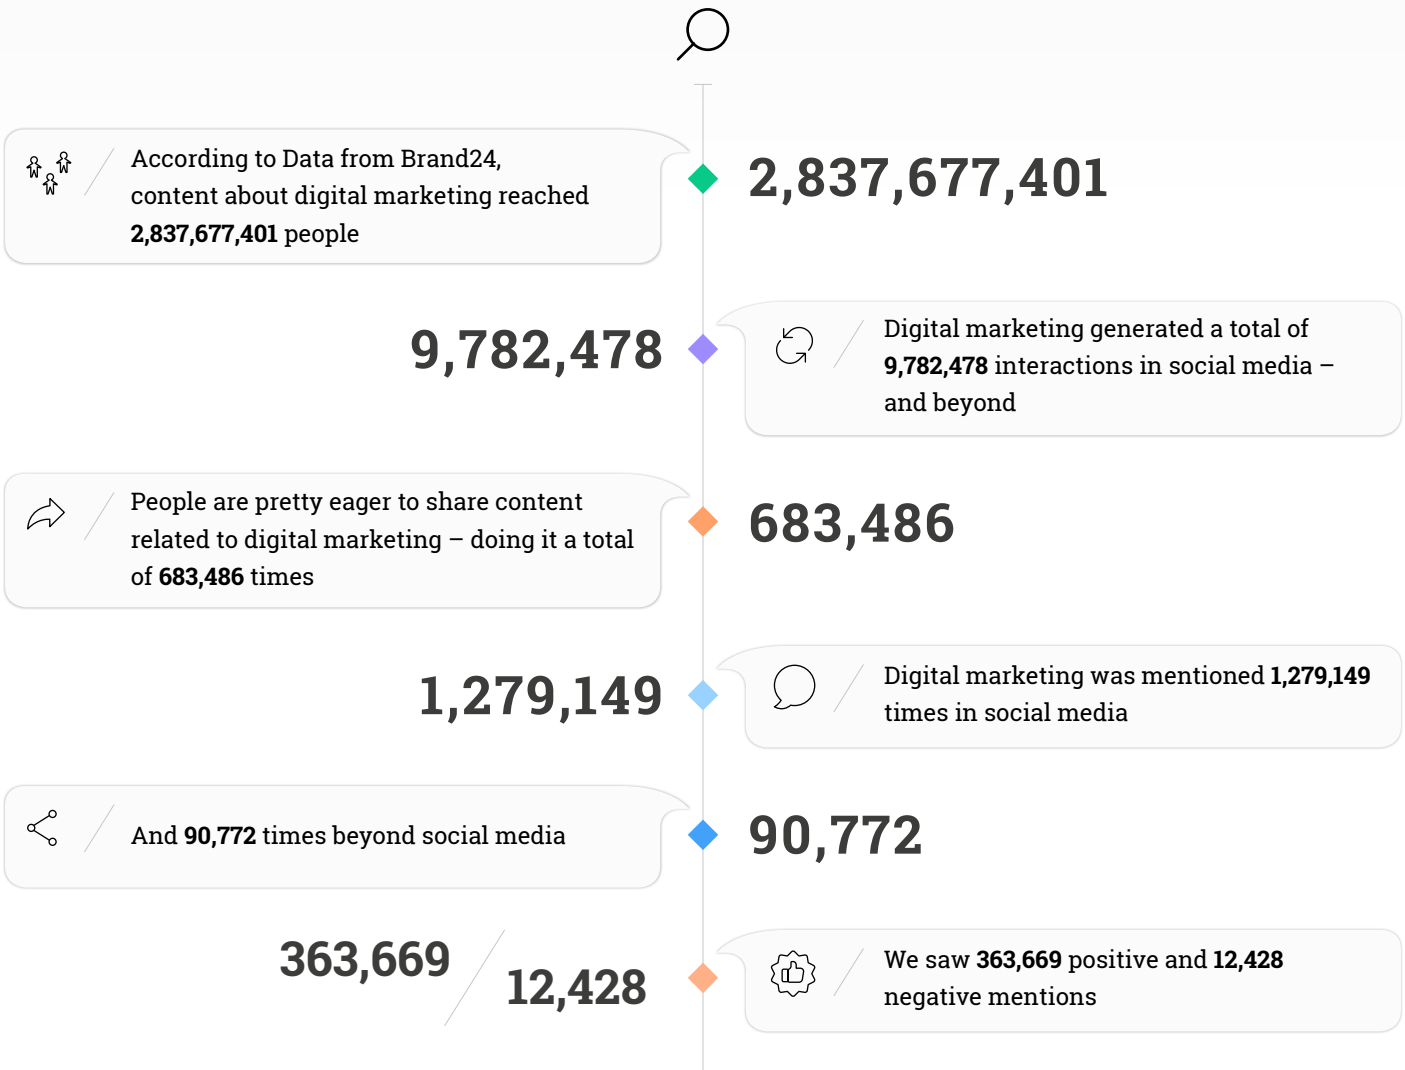 According to Data from Brand24,
content about digital marketing reached
2,837,677,401 people
2,837,677,401
9,782,478
Digital marketing generated a total of
9,782,478 interactions in social media –
and beyond
People are pretty eager to share content
related to digital marketing – doing it a total
of 683,486 times
683,486
1,279,149
Digital marketing was mentioned 1,279,149
times in social media
And 90,772 times beyond social media
90,772
363,669
12,428
We saw 363,669 positive and 12,428
negative mentions